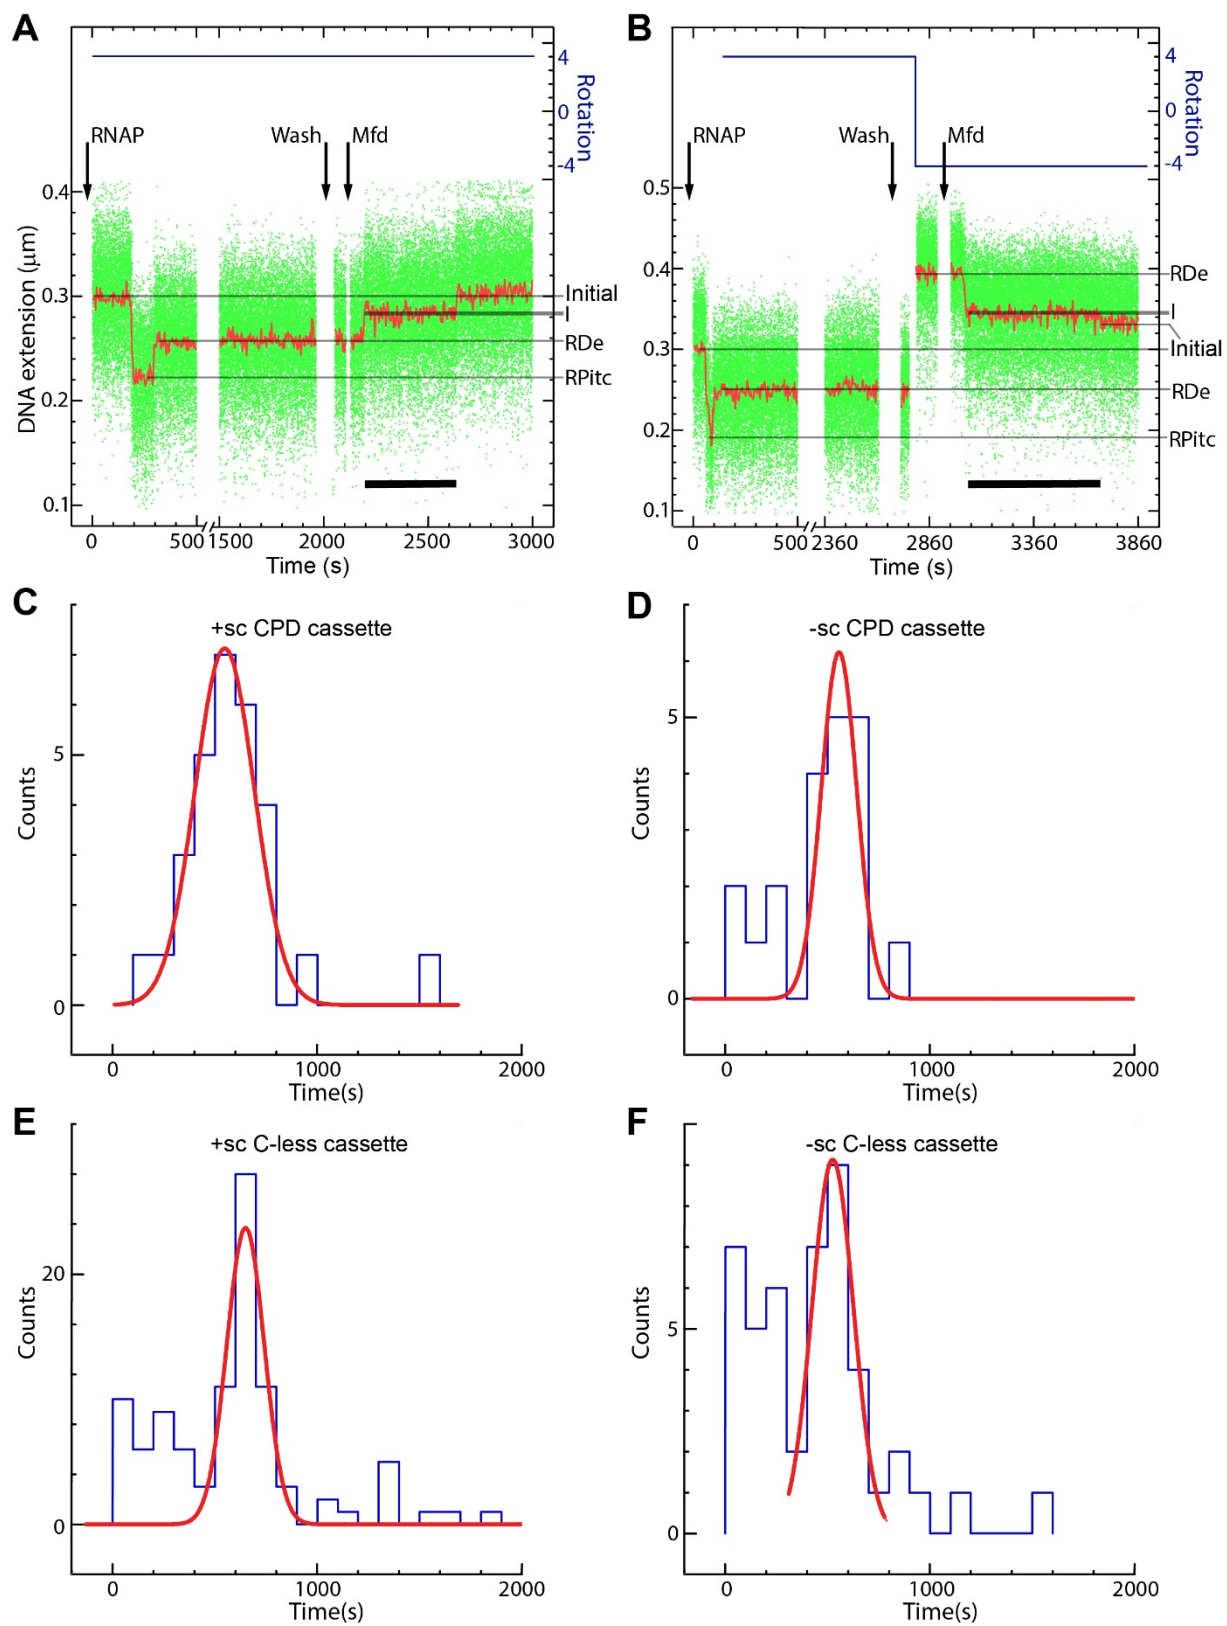 A
B
4
0
-4
Rotation
4
0
-4
Rotation
RNAP
Wash
Mfd
RNAP
Wash
Mfd
DNA extension (μm)
0.4
0.3
0.2
0.1
0.5
0.4
0.3
0.2
0.1
Initial
I
RDe
RPitc
RDe
I
Initial
RDe
RPitc
0
500
1500
2000
2500
3000
Time (s)
0
500
2360
2860
3360
3860
Time (s)
C
+sc CPD cassette
Counts
5
0
0
1000
2000
Time(s)
D
-sc CPD cassette
Counts
5
0
0
1000
2000
Time(s)
E
+sc C-less cassette
Counts
20
0
0
1000
2000
Time(s)
F
-sc C-less cassette
Counts
5
0
0
1000
2000
Time(s)